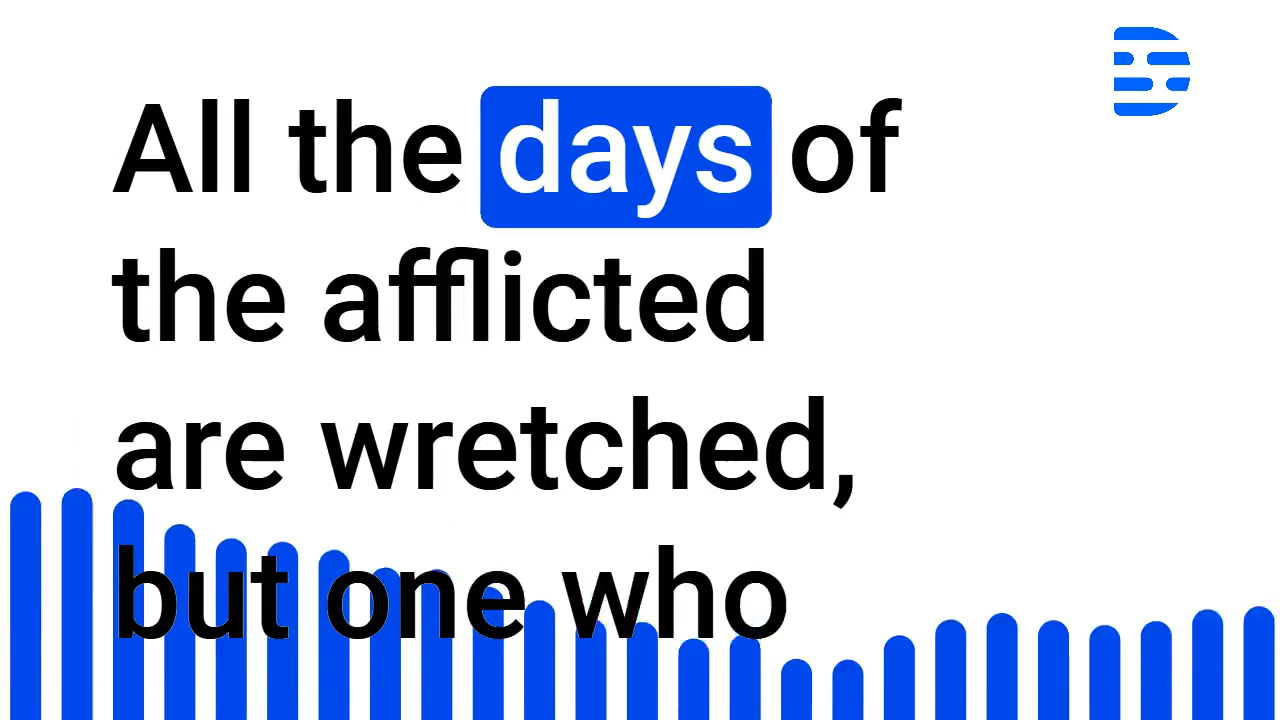 All the days of
the afflicted
are wretched,
but one who